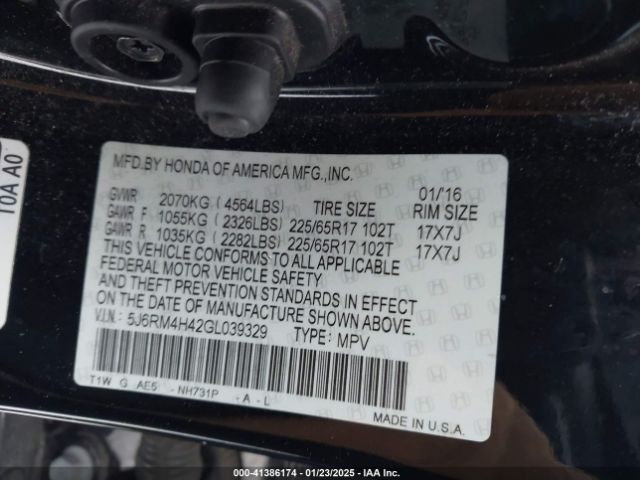 MFD.BY HONDA OF AMERICA MFG.,INC.
01/'16
GVWR 2070KG ( 4564LBS) TIRE SIZE RIM SIZE
GAWR F 1055KG ( 2326LBS) 225/65R17 102T 17X7J
GAWR R 1035KG ( 2282LBS) 225/65R17 102T 17X7J
THIS VEHICLE CONFORMS TO ALL APPLICABLE
FEDERAL MOTOR VEHICLE SAFETY
AND THEFT PREVENTION STANDARDS IN EFFECT
ON THE DATE OF MANUFACTURE SHOWN ABOVE.
V.I.N.: 5J6RM4H42GL039329 TYPE: MPV
T1W G AE5 - NH731P - A - L
MADE IN U.S.A.
10A A0
000-41386174 | 01/23/2025 | IAA Inc.